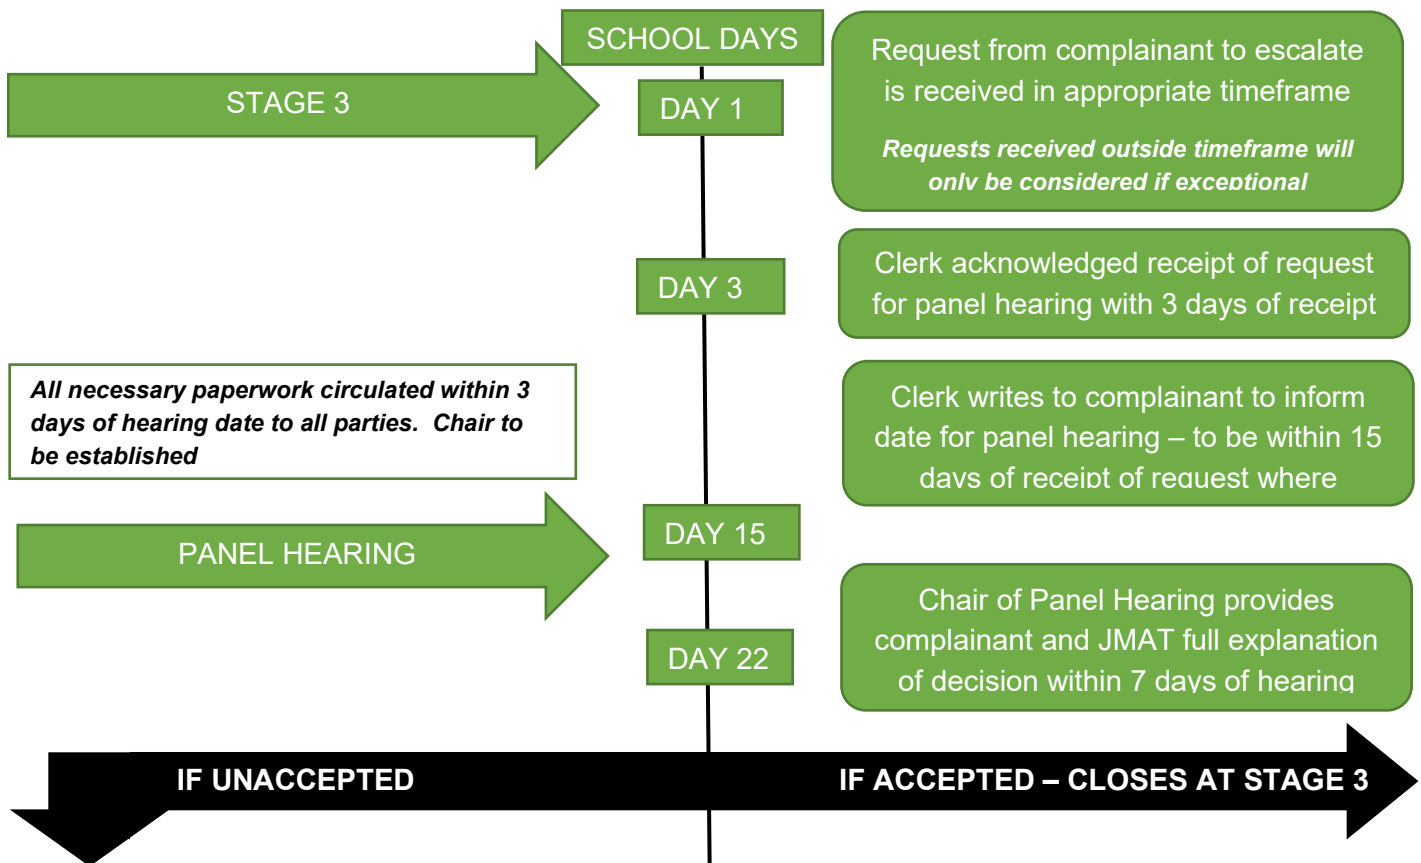 SCHOOL DAYS
STAGE 3
DAY 1
Request from complainant to escalate
is received in appropriate timeframe
Requests received outside timeframe will
only be considered if exceptional
DAY 3
Clerk acknowledged receipt of request
for panel hearing with 3 days of receipt
All necessary paperwork circulated within 3
days of hearing date to all parties. Chair to
be established
Clerk writes to complainant to inform
date for panel hearing – to be within 15
days of receipt of request where
PANEL HEARING
DAY 15
DAY 22
Chair of Panel Hearing provides
complainant and JMAT full explanation
of decision within 7 days of hearing
IF UNACCEPTED
IF ACCEPTED – CLOSES AT STAGE 3